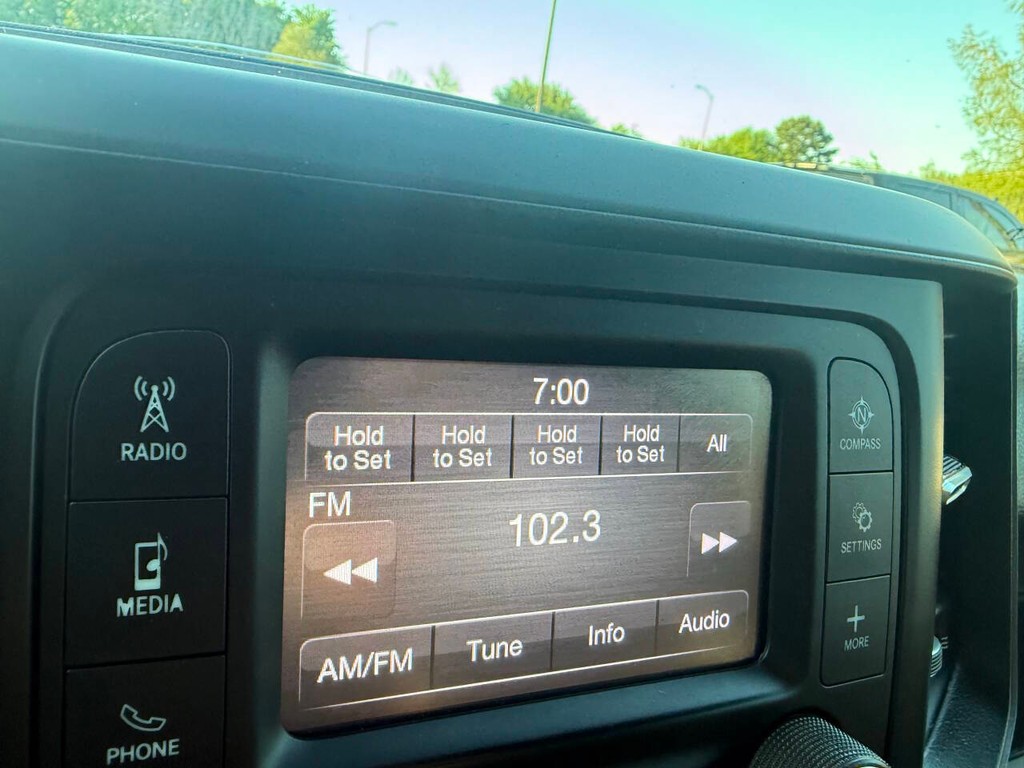 7:00
Hold to Set
Hold to Set
Hold to Set
Hold to Set
All
FM
102.3
AM/FM
Tune
Info
Audio
RADIO
MEDIA
PHONE
N
COMPASS
SETTINGS
MORE